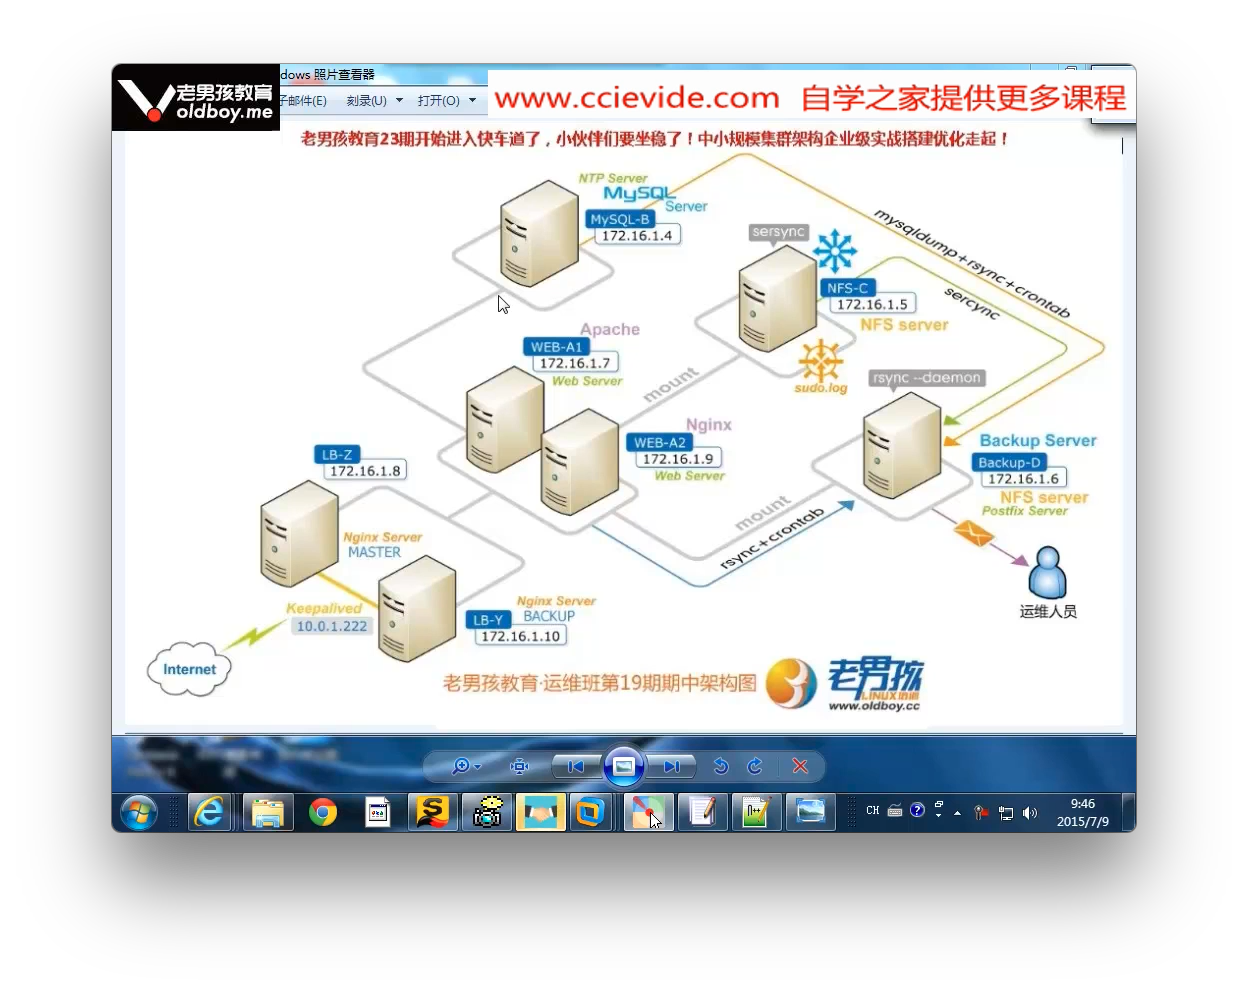 老男孩教育
oldboy.me
dows 照片查看器
子邮件(E) 刻录(U) 打开(O)
www.ccievide.com 自学之家提供更多课程
老男孩教育23期开始进入快车道了，小伙伴们要坐稳了！中小规模集群架构企业级实战搭建优化走起！
NTP Server
MySQL
Server
MySQL-B
172.16.1.4
mysqldump+rsync+crontab
sersync
NFS-C
172.16.1.5
NFS server
sercync
sudo.log
Apache
WEB-A1
172.16.1.7
Web Server
mount
rsync --daemon
Nginx
WEB-A2
172.16.1.9
Web Server
Backup Server
Backup-D
172.16.1.6
NFS server
Postfix Server
LB-Z
172.16.1.8
mount
rsync+crontab
Nginx Server
MASTER
运维人员
Keepalived
10.0.1.222
Nginx Server
BACKUP
LB-Y
172.16.1.10
Internet
老男孩教育·运维班第19期期中架构图
老男孩
LINUX培训
www.oldboy.cc
CH
9:46
2015/7/9